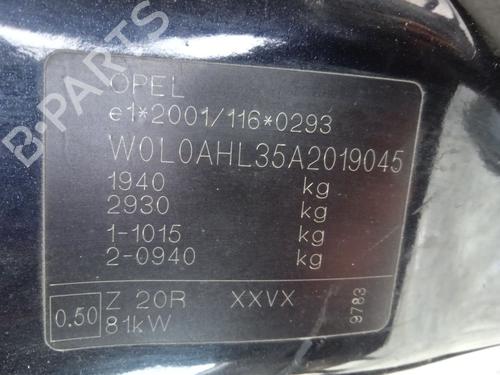 B-PARTS
OPEL
e1*2001/116*0293
W0L0AHL35A2019045
1940 kg
2930 kg
1-1015 kg
2-0940 kg
0.50 Z 20R XXVX 9783
81kW